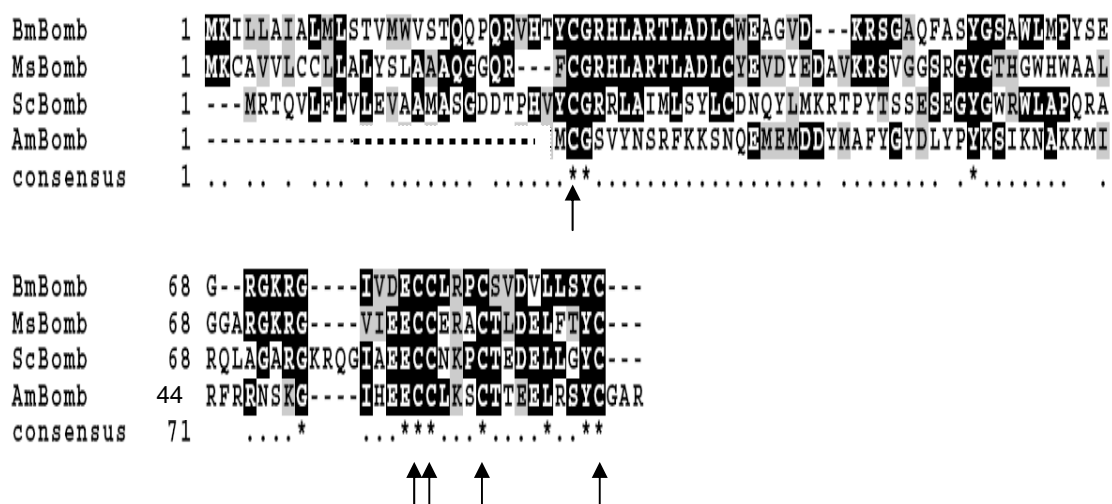 BmBomb 1 MKILLAIALMLSTVMWVSTQQPQRVHTYCGRHLARTLADLCWEAGVD---KRSGAQFASYGSAWLMPYSE
MsBomb 1 MKCAVVLCCLLALYSLAAAQGGQR---FCGRHLARTLADLCYEVDYEDAVKRSVGGSRGYGTHGWHWAAL
ScBomb 1 ---MRTQVLFLVLEVAAMASGDDTPHVYCGRRLAIMLSYLCDNQYLMKRTPYTSSESEGYGWRWLAPQRA
AmBomb 1 ---------------------------MCGSVYNSRFKKSNQEMEMDDYMAFYGYDLYPYKSIKNAKKMI
consensus 1 .. .. . ... . ....... ......**.................. ........ . *....... .
BmBomb 68 G--RGKRG----IVDECCLRPCSVDVLLSYC---
MsBomb 68 GGARGKRG----VIEECCERACTLDELFTYC---
ScBomb 68 RQLAGARGKRQGIAEECCNKPCTEDELLGYC---
AmBomb 44 RFRRNSKG----IHEECCLKSCTTEELRSYCGAR
consensus 71 ....* ...***...*....*..**